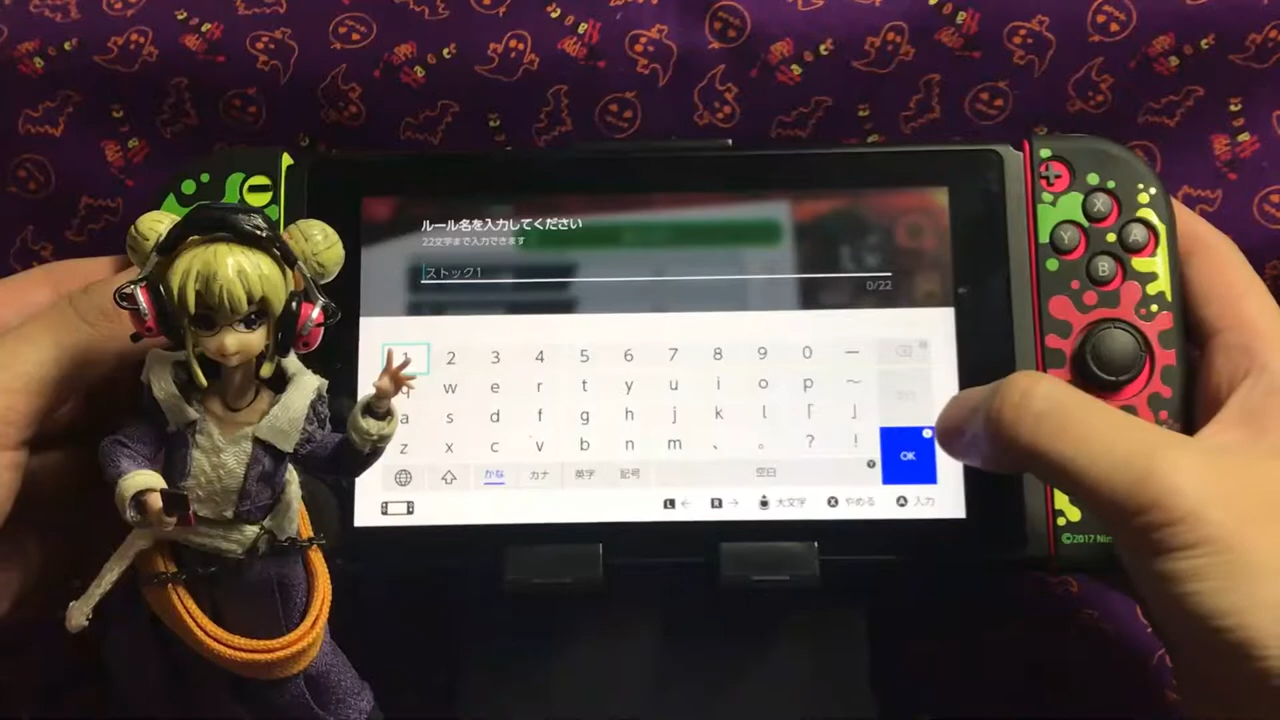 ルール名を入力してください
22文字まで入力できます
ストック1
0/22
1 2 3 4 5 6 7 8 9 0 ー
q w e r t y u i o p ~
a s d f g h j k l 「 」
z x c v b n m 、 。 ? !
OK
かな カナ 英字 記号 空白
L ← R → 大文字 X やめる A 入力
+
X
Y A
B
©2017 Nin